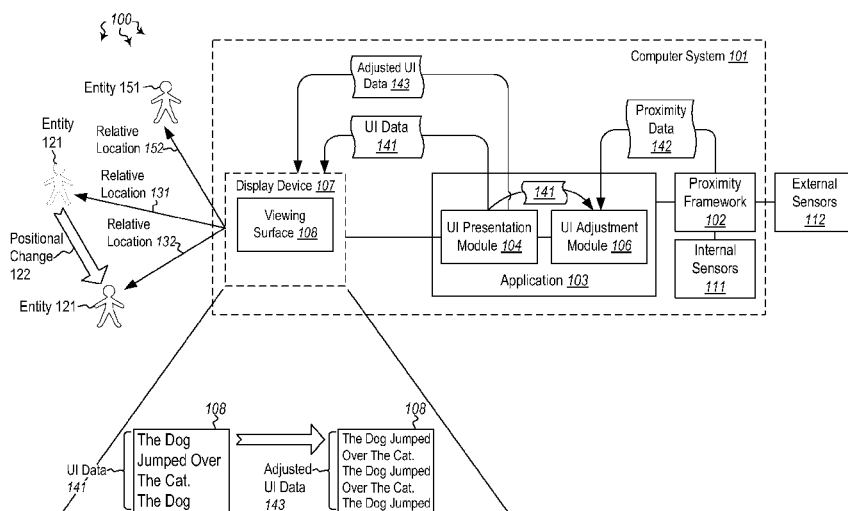 100
Computer System 101
Entity 151
Adjusted UI
Data 143
Entity
121
Relative
Location 152
UI Data
141
Proximity
Data
142
Relative
Location 131
Display Device 107
Viewing
Surface 108
141
UI Presentation
Module 104
UI Adjustment
Module 106
Application 103
Proximity
Framework
102
External
Sensors
112
Internal
Sensors
111
Relative
Location 132
Positional
Change
122
Entity 121
108
The Dog
Jumped Over
The Cat.
The Dog
UI Data
141
108
The Dog Jumped
Over The Cat.
The Dog Jumped
Over The Cat.
The Dog Jumped
Adjusted
UI Data
143